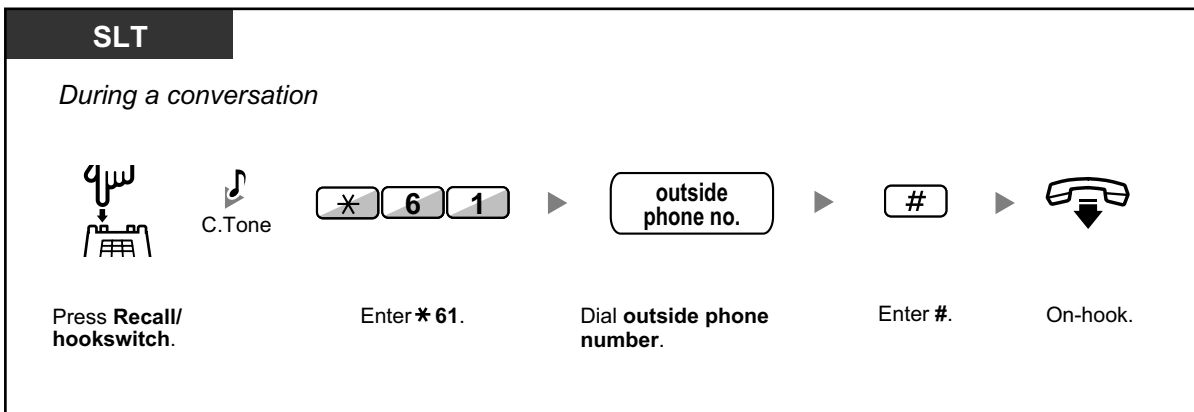 SLT
During a conversation
C.Tone
* 6 1
outside
phone no.
#
Press Recall/
hookswitch.
Enter * 61.
Dial outside phone
number.
Enter #.
On-hook.